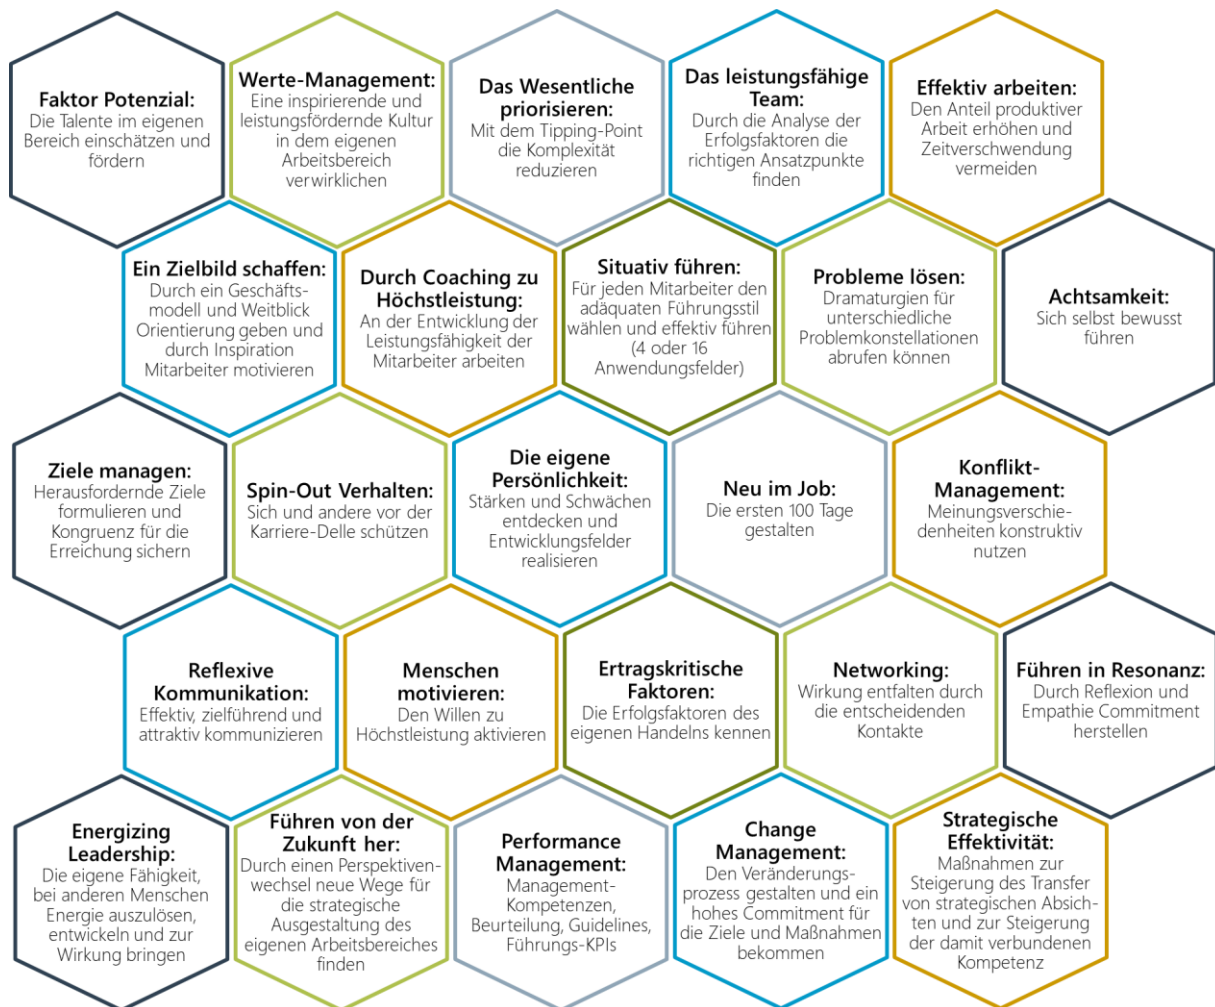 Faktor Potenzial:
Die Talente im eigenen
Bereich einschätzen und
fördern
Werte-Management:
Eine inspirierende und
leistungsfördernde Kultur
in dem eigenen
Arbeitsbereich
verwirklichen
Das Wesentliche
priorisieren:
Mit dem Tipping-Point
die Komplexität
reduzieren
Das leistungsfähige
Team:
Durch die Analyse der
Erfolgsfaktoren die
richtigen Ansatzpunkte
finden
Effektiv arbeiten:
Den Anteil produktiver
Arbeit erhöhen und
Zeitverschwendung
vermeiden
Ein Zielbild schaffen:
Durch ein Geschäfts-
modell und Weitblick
Orientierung geben und
durch Inspiration
Mitarbeiter motivieren
Durch Coaching zu
Höchstleistung:
An der Entwicklung der
Leistungsfähigkeit der
Mitarbeiter arbeiten
Situativ führen:
Für jeden Mitarbeiter den
adäquaten Führungsstil
wählen und effektiv führen
(4 oder 16
Anwendungsfelder)
Probleme lösen:
Dramaturgien für
unterschiedliche
Problemkonstellationen
abrufen können
Achtsamkeit:
Sich selbst bewusst
führen
Ziele managen:
Herausfordernde Ziele
formulieren und
Kongruenz für die
Erreichung sichern
Spin-Out Verhalten:
Sich und andere vor der
Karriere-Delle schützen
Die eigene
Persönlichkeit:
Stärken und Schwächen
entdecken und
Entwicklungsfelder
realisieren
Neu im Job:
Die ersten 100 Tage
gestalten
Konflikt-
Management:
Meinungsverschie-
denheiten konstruktiv
nutzen
Reflexive
Kommunikation:
Effektiv, zielführend und
attraktiv kommunizieren
Menschen
motivieren:
Den Willen zu
Höchstleistung aktivieren
Ertragskritische
Faktoren:
Die Erfolgsfaktoren des
eigenen Handelns kennen
Networking:
Wirkung entfalten durch
die entscheidenden
Kontakte
Führen in Resonanz:
Durch Reflexion und
Empathie Commitment
herstellen
Energizing
Leadership:
Die eigene Fähigkeit,
bei anderen Menschen
Energie auszulösen,
entwickeln und zur
Wirkung bringen
Führen von der
Zukunft her:
Durch einen Perspektiven-
wechsel neue Wege für
die strategische
Ausgestaltung des
eigenen Arbeitsbereiches
finden
Performance
Management:
Management-
Kompetenzen,
Beurteilung, Guidelines,
Führungs-KPIs
Change
Management:
Den Veränderungs-
prozess gestalten und ein
hohes Commitment für
die Ziele und Maßnahmen
bekommen
Strategische
Effektivität:
Maßnahmen zur
Steigerung des Transfer
von strategischen Absich-
ten und zur Steigerung
der damit verbundenen
Kompetenz